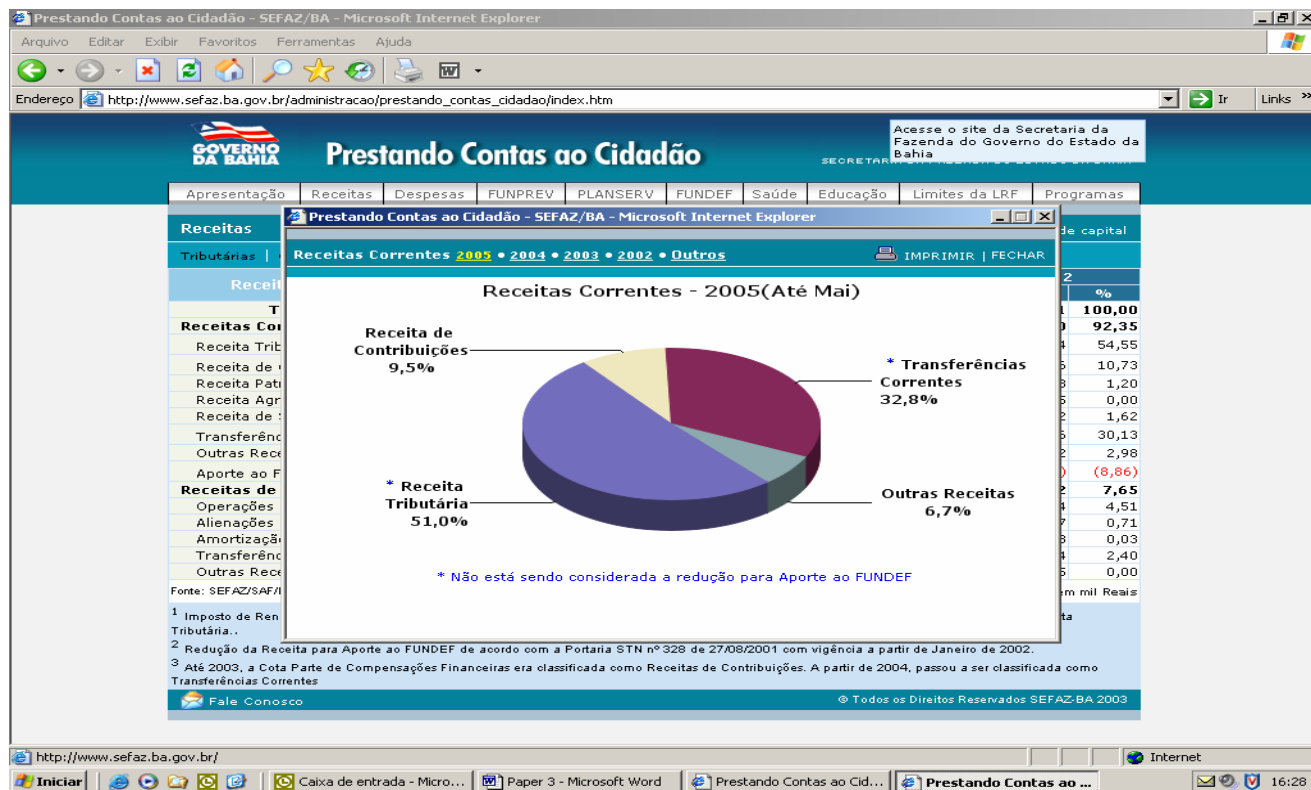 Prestando Contas ao Cidadão - SEFAZ/BA - Microsoft Internet Explorer
Arquivo Editar Exibir Favoritos Ferramentas Ajuda
Endereço http://www.sefaz.ba.gov.br/administracao/prestando_contas_cidadao/index.htm Ir Links »
GOVERNO
DA BAHIA
Prestando Contas ao Cidadão
Acesse o site da Secretaria da
Fazenda do Governo do Estado da
Bahia
Apresentação Receitas Despesas FUNPREV PLANSERV FUNDEF Saúde Educação Limites da LRF Programas
Prestando Contas ao Cidadão - SEFAZ/BA - Microsoft Internet Explorer
Receitas de capital
Tributárias |
Receitas Correntes 2005 • 2004 • 2003 • 2002 • Outros IMPRIMIR | FECHAR
2
%
Receitas Correntes - 2005(Até Mai)
Receita de
Contribuições
9,5%
* Transferências
Correntes
32,8%
* Receita
Tributária
51,0%
Outras Receitas
6,7%
* Não está sendo considerada a redução para Aporte ao FUNDEF
100,00
92,35
Receita 54,55
Receita de 10,73
Receita 1,20
Receita 0,00
Receita de 1,62
30,13
Outras 2,98
Aporte ao (8,86)
Receitas de 7,65
Operações 4,51
Alienações 0,71
0,03
2,40
Outras 0,00
Fonte: SEFAZ/SAF/ mil Reais
1 Imposto de
Tributária..
2 Redução da Receita para Aporte ao FUNDEF de acordo com a Portaria STN nº 328 de 27/08/2001 com vigência a partir de Janeiro de 2002.
3 Até 2003, a Cota Parte de Compensações Financeiras era classificada como Receitas de Contribuições. A partir de 2004, passou a ser classificada como
Transferências Correntes
Fale Conosco © Todos os Direitos Reservados SEFAZ-BA 2003
http://www.sefaz.ba.gov.br/ Internet
Iniciar Caixa de entrada - Micro... Paper 3 - Microsoft Word Prestando Contas ao Cid... Prestando Contas ao ... 16:28